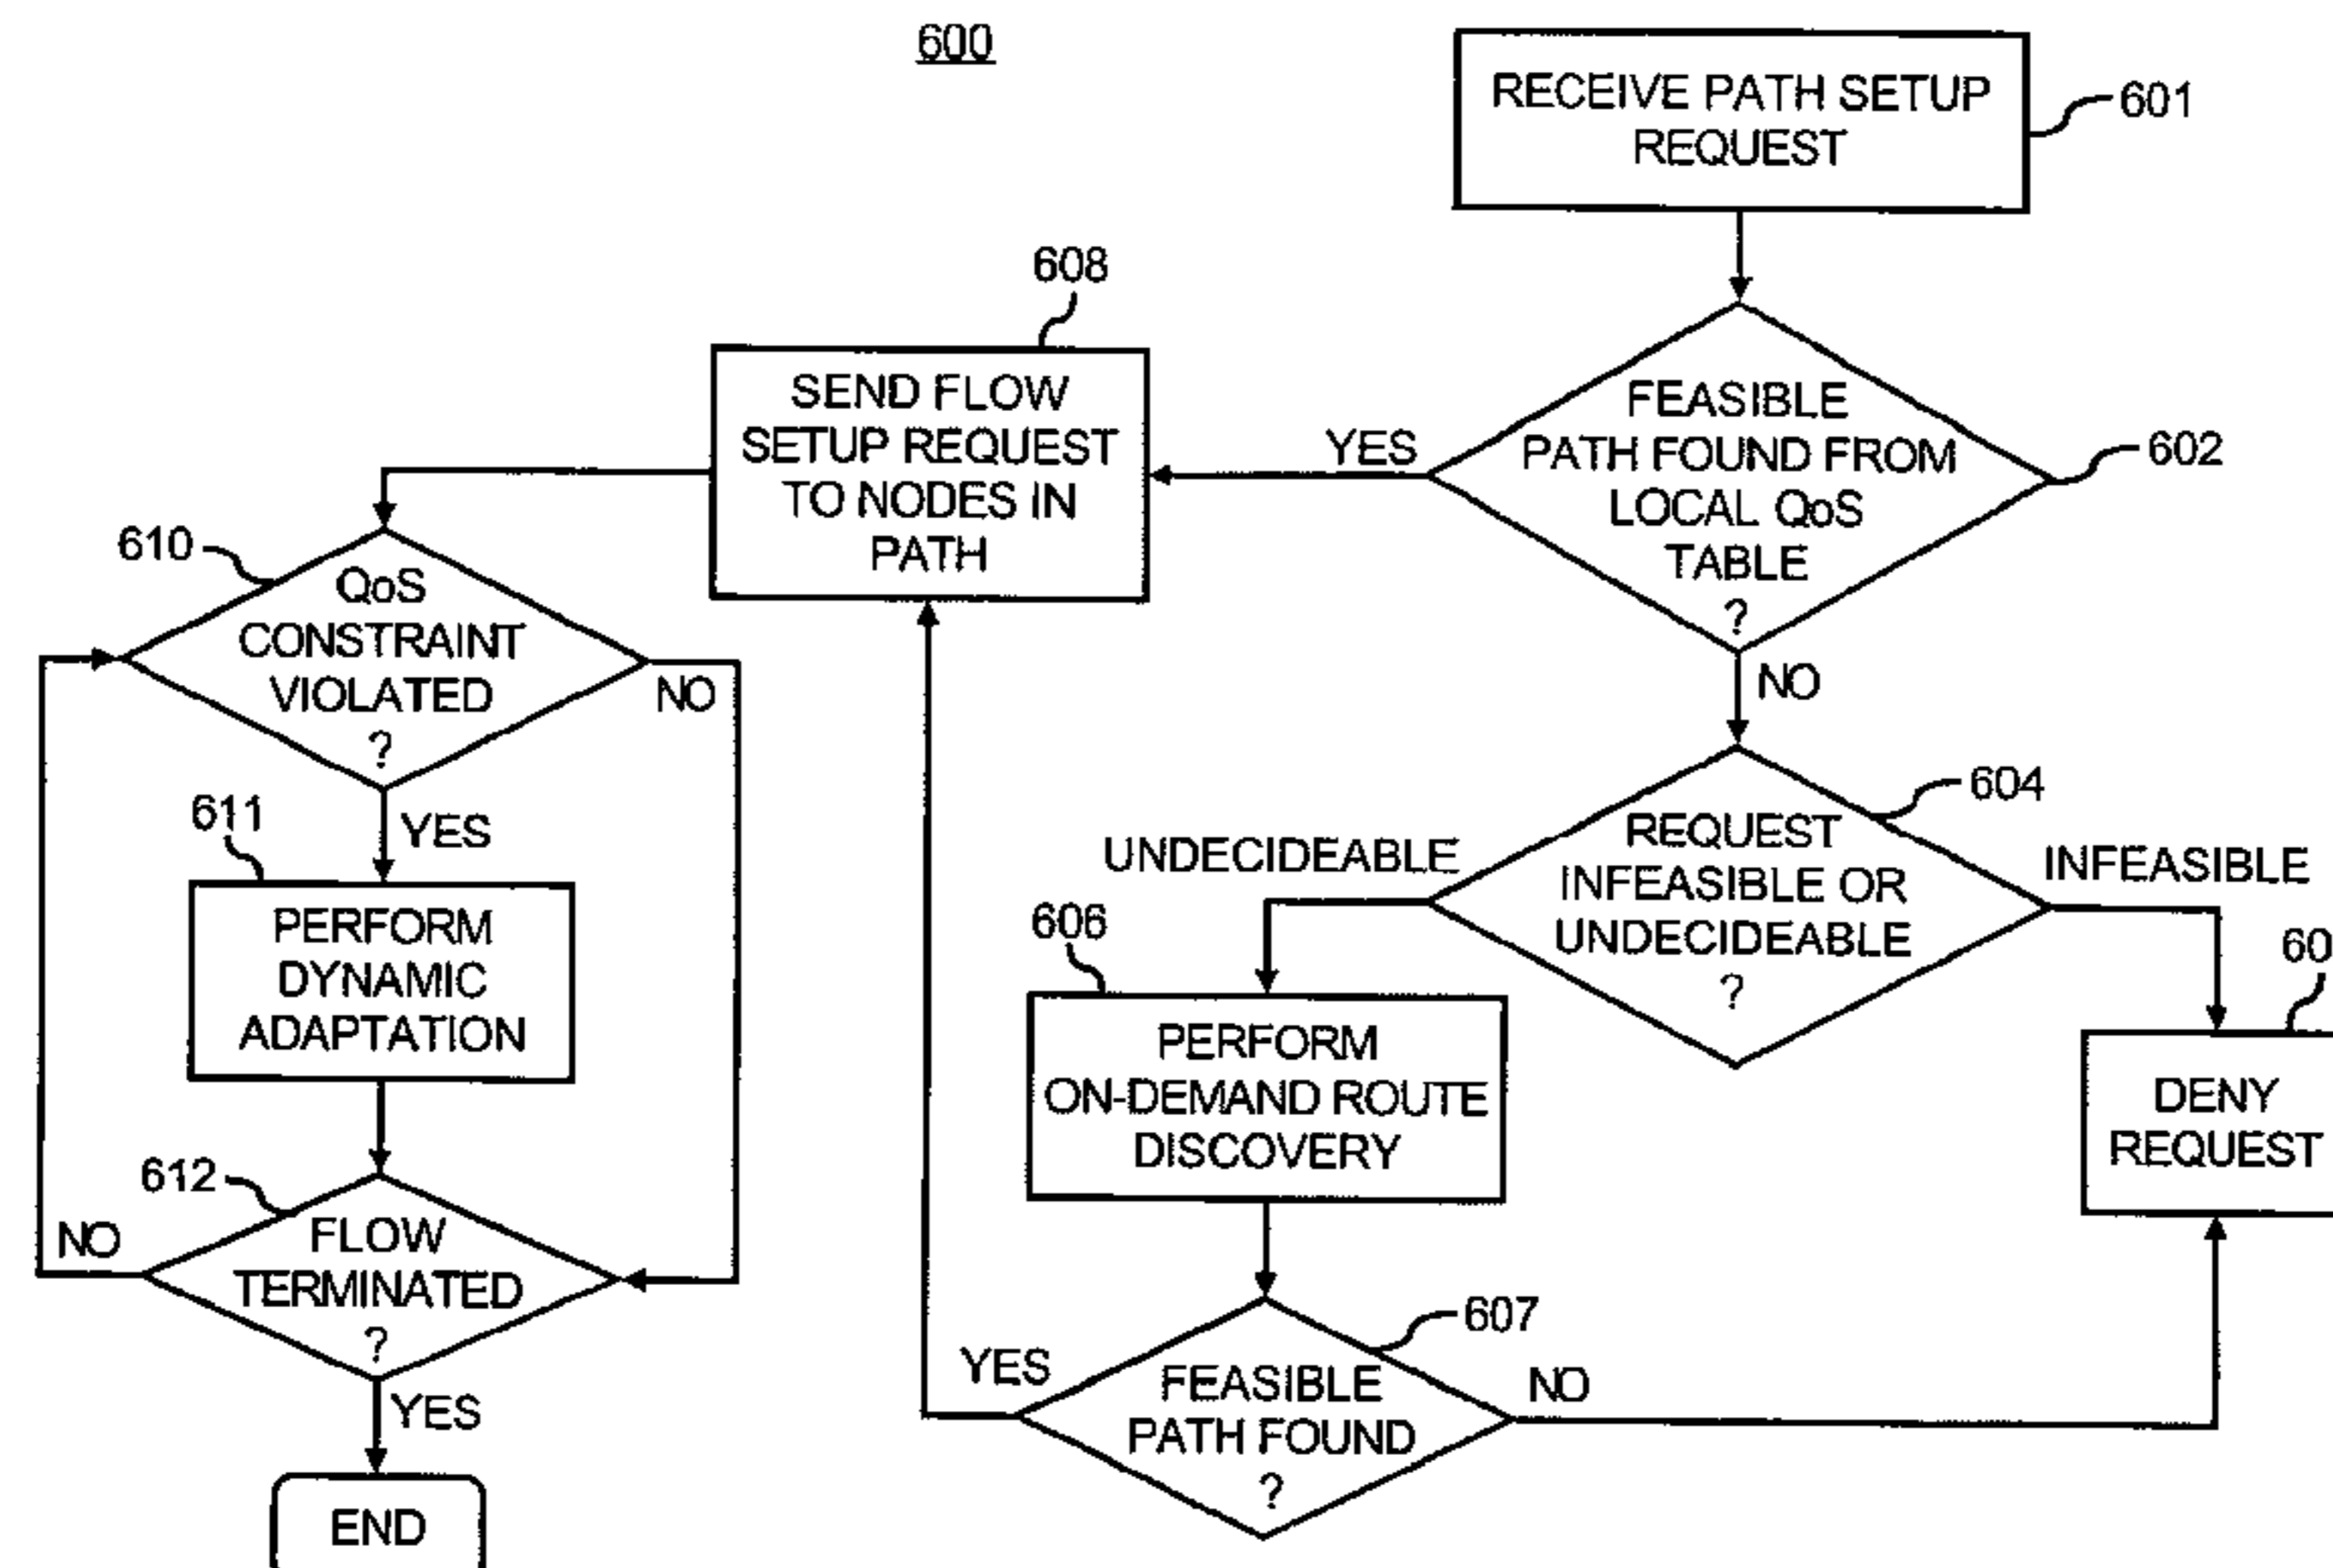 600
RECEIVE PATH SETUP
REQUEST
601
FEASIBLE
PATH FOUND FROM
LOCAL QoS
TABLE
?
602
YES
NO
608
SEND FLOW
SETUP REQUEST
TO NODES IN
PATH
610
QoS
CONSTRAINT
VIOLATED
?
NO
YES
611
PERFORM
DYNAMIC
ADAPTATION
612
FLOW
TERMINATED
?
NO
YES
END
604
REQUEST
INFEASIBLE OR
UNDECIDEABLE
?
UNDECIDEABLE
INFEASIBLE
606
PERFORM
ON-DEMAND ROUTE
DISCOVERY
60
DENY
REQUEST
607
FEASIBLE
PATH FOUND
?
YES
NO